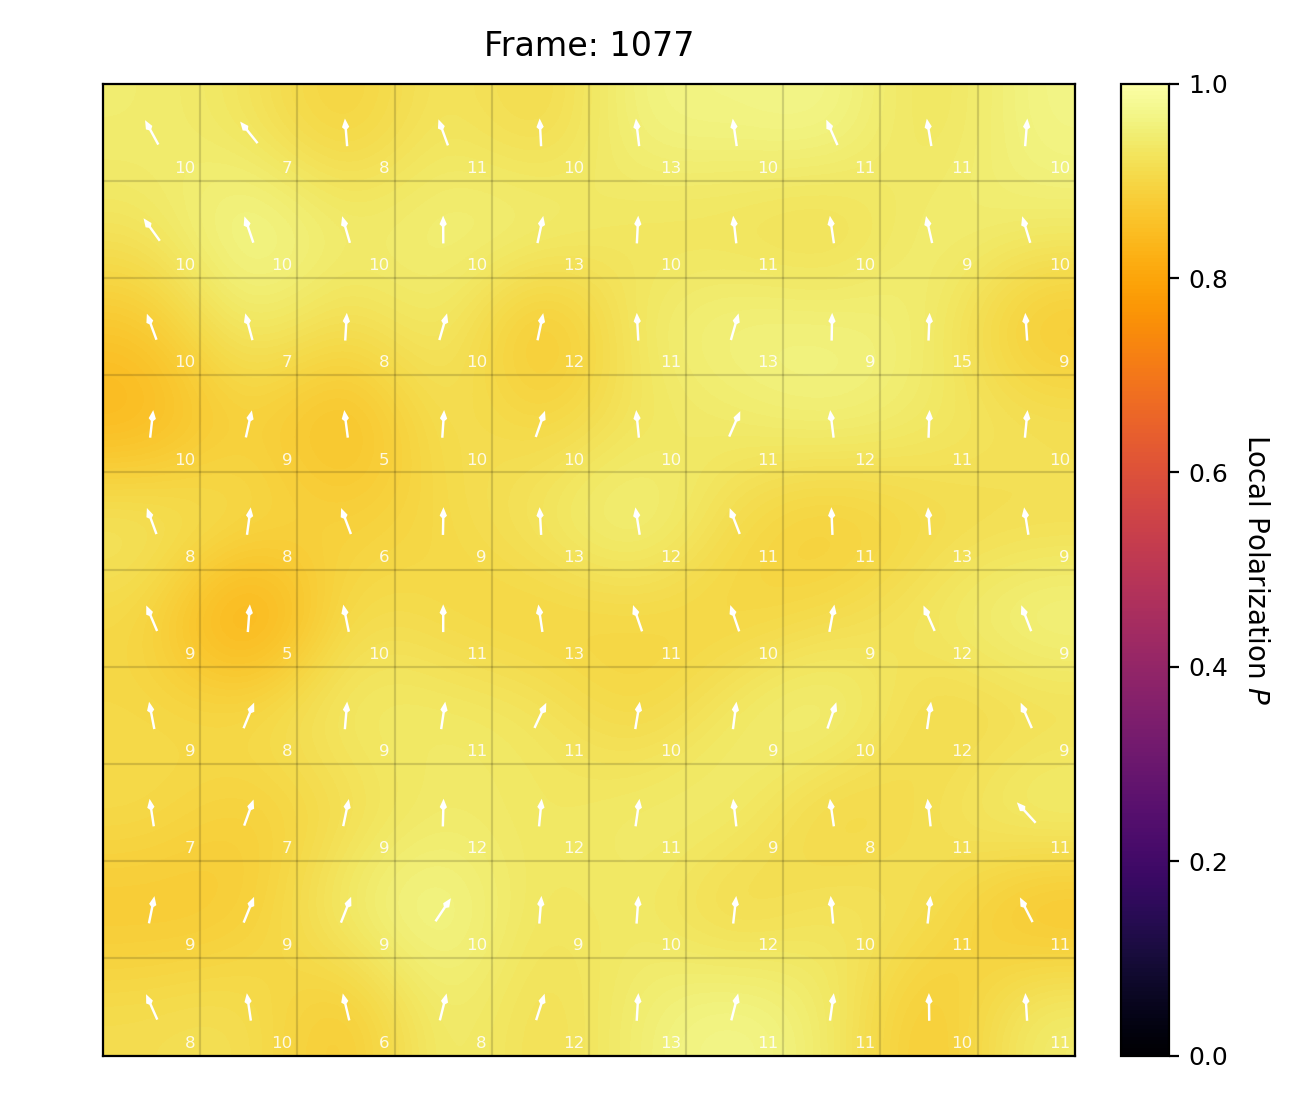 Frame: 1077
10 7 8 11 10 13 10 11 11 10
10 10 10 10 13 10 11 10 9 10
10 7 8 10 12 11 13 9 15 9
10 9 5 10 10 10 11 12 11 10
8 8 6 9 13 12 11 11 13 9
9 5 10 11 13 11 10 9 12 9
9 8 9 11 11 10 9 10 12 9
7 7 9 12 12 11 9 8 11 11
9 9 9 10 9 10 12 10 11 11
8 10 6 8 12 13 11 11 10 11
1.0
0.8
0.6
0.4
0.2
0.0
Local Polarization P